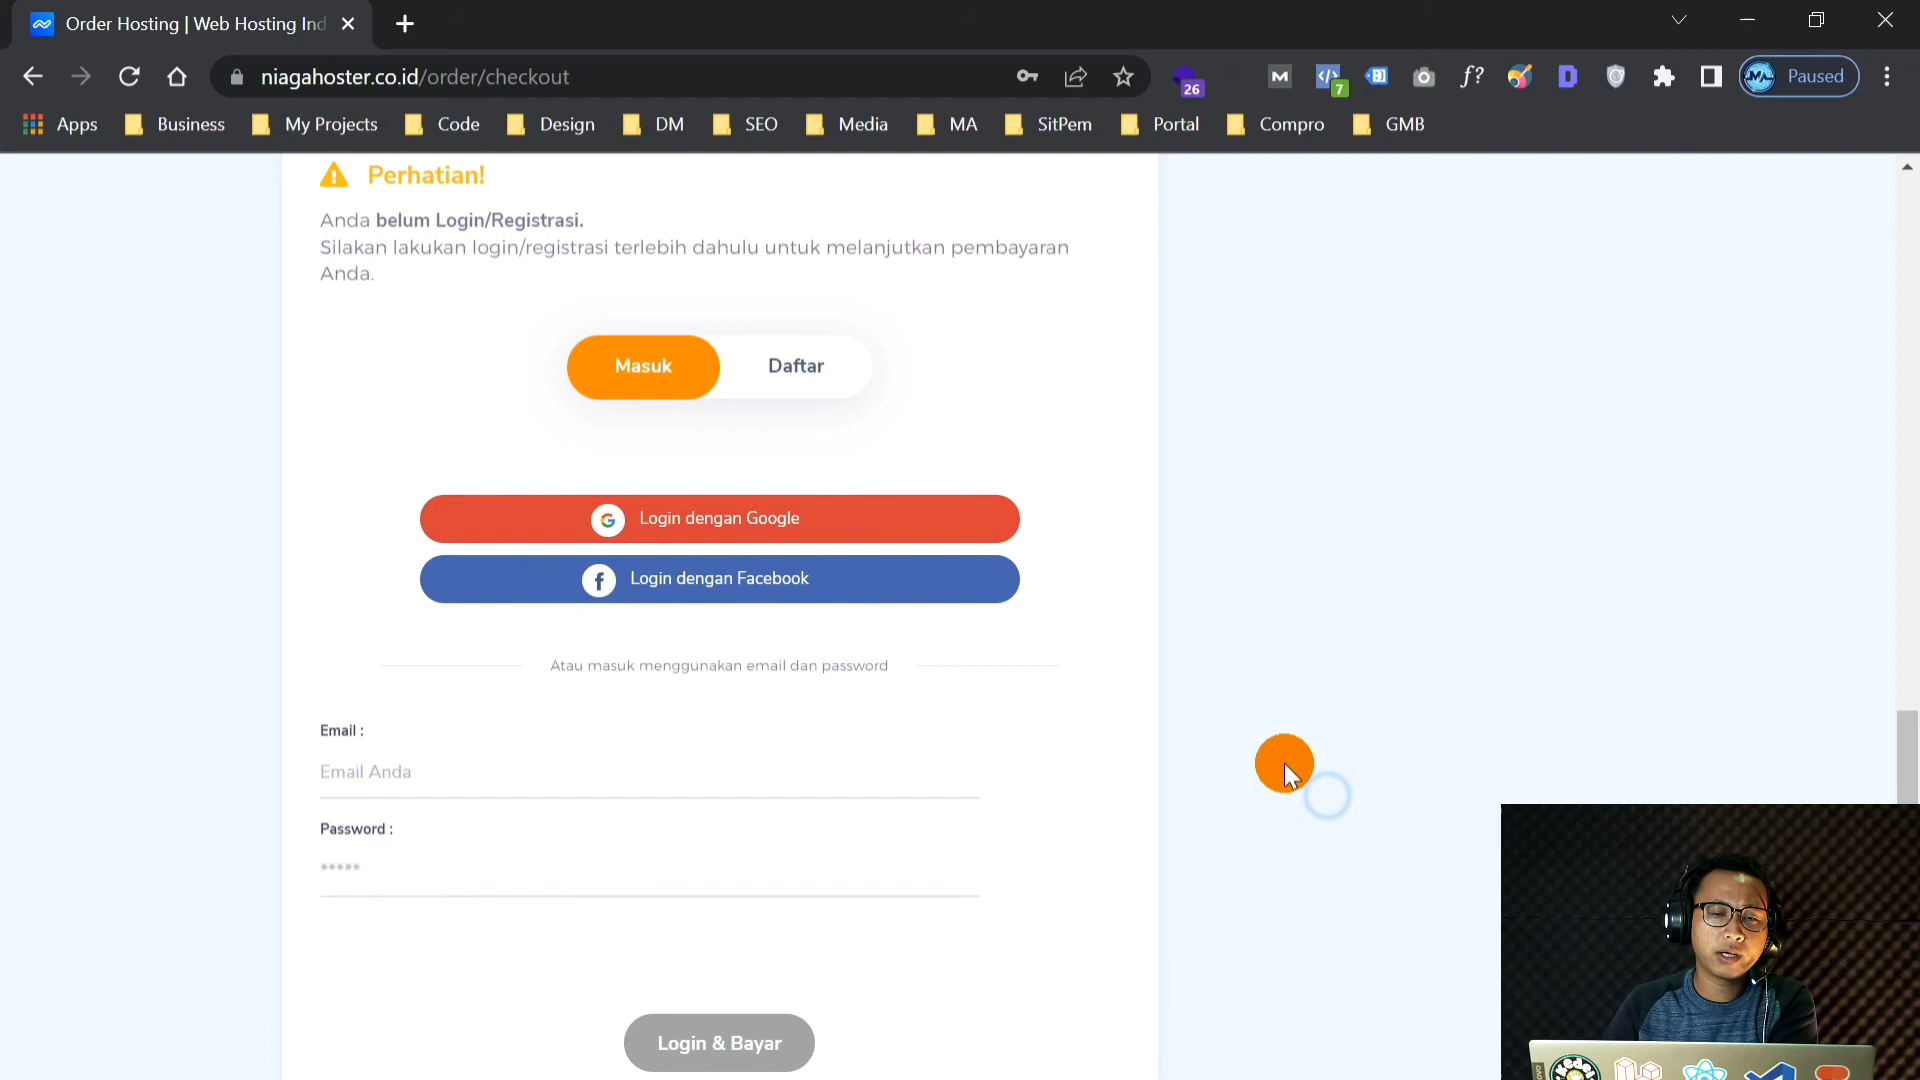 Order Hosting | Web Hosting Ind
niagahoster.co.id/order/checkout
26
7
f?
Paused
Apps
Business
My Projects
Code
Design
DM
SEO
Media
MA
SitPem
Portal
Compro
GMB
Perhatian!
Anda belum Login/Registrasi.
Silakan lakukan login/registrasi terlebih dahulu untuk melanjutkan pembayaran
Anda.
Masuk
Daftar
Login dengan Google
Login dengan Facebook
Atau masuk menggunakan email dan password
Email :
Email Anda
Password :
*****
Login & Bayar